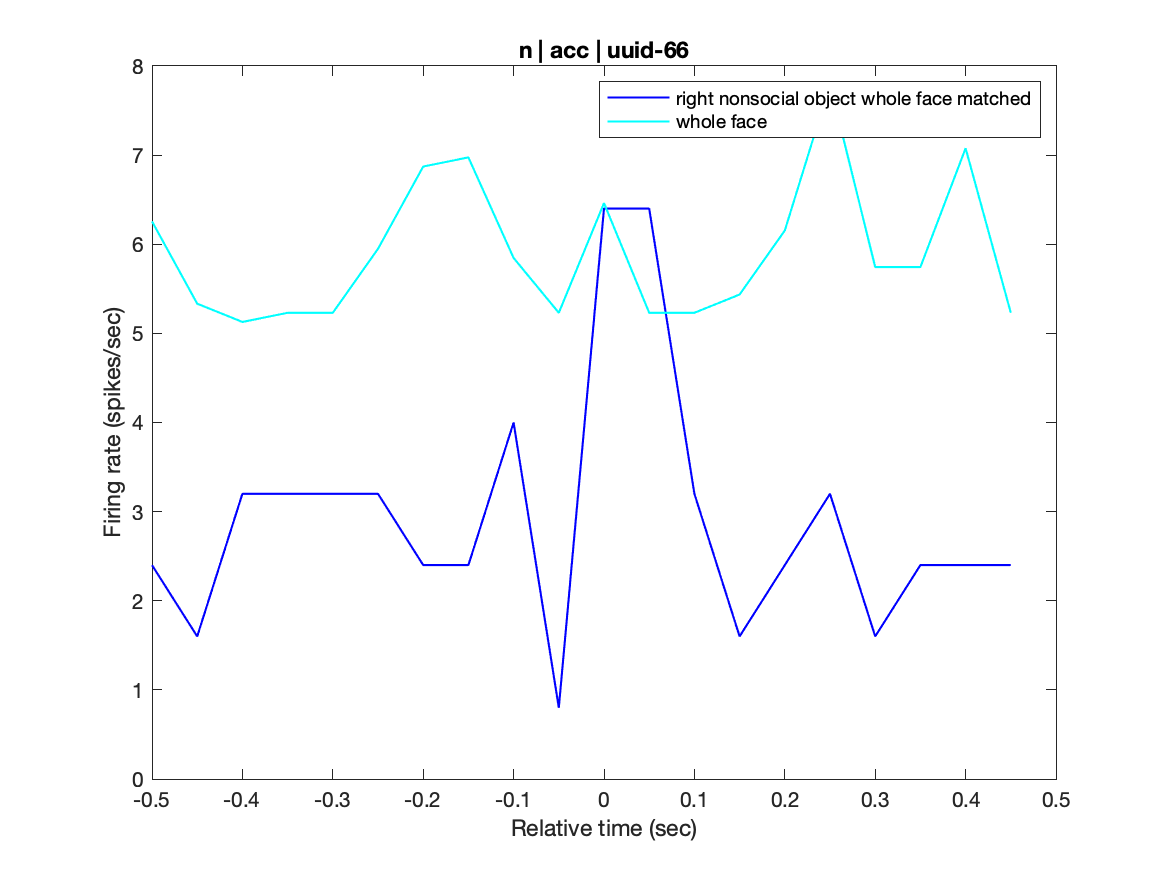 n | acc | uuid-66
right nonsocial object whole face matched
whole face
Firing rate (spikes/sec)
8
7
6
5
4
3
2
1
0
-0.5 -0.4 -0.3 -0.2 -0.1 0 0.1 0.2 0.3 0.4 0.5
Relative time (sec)